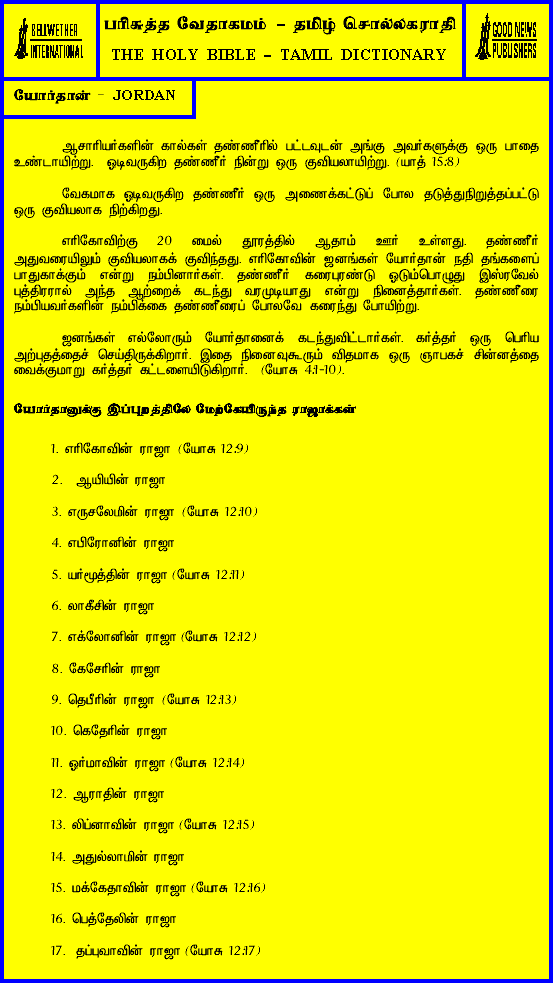 BELLWETHER
INTERNATIONAL
பரிசுத்த வேதாகமம் – தமிழ் சொல்லகராதி
THE HOLY BIBLE – TAMIL DICTIONARY
GOOD NEWS
PUBLISHERS
யோர்தான் – JORDAN
ஆசாரியர்களின் கால்கள் தண்ணீரில் பட்டவுடன் அங்கு அவர்களுக்கு ஒரு பாதை
உண்டாயிற்று. ஓடிவருகிற தண்ணீர் நின்று ஒரு குவியலாயிற்று. (யாத் 15:8)
வேகமாக ஓடிவருகிற தண்ணீர் ஒரு அணைக்கட்டுப் போல தடுத்துநிறுத்தப்பட்டு
ஒரு குவியலாக நிற்கிறது.
எரிகோவிற்கு 20 மைல் தூரத்தில் ஆதாம் ஊர் உள்ளது. தண்ணீர்
அதுவரையிலும் குவியலாகக் குவிந்தது. எரிகோவின் ஜனங்கள் யோர்தான் நதி தங்களைப்
பாதுகாக்கும் என்று நம்பினார்கள். தண்ணீர் கரைபுரண்டு ஓடும்பொழுது இஸ்ரவேல்
புத்திரரால் அந்த ஆற்றைக் கடந்து வரமுடியாது என்று நினைத்தார்கள். தண்ணீரை
நம்பியவர்களின் நம்பிக்கை தண்ணீரைப் போலவே கரைந்து போயிற்று.
ஜனங்கள் எல்லோரும் யோர்தானைக் கடந்துவிட்டார்கள். கர்த்தர் ஒரு பெரிய
அற்புதத்தைச் செய்திருக்கிறார். இதை நினைவுகூரும் விதமாக ஒரு ஞாபகச் சின்னத்தை
வைக்குமாறு கர்த்தர் கட்டளையிடுகிறார். (யோசு 4:1-10).
யோர்தானுக்கு இப்புறத்திலே மேற்கேயிருந்த ராஜாக்கள்
1. எரிகோவின் ராஜா (யோசு 12:9)
2. ஆயியின் ராஜா
3. எருசலேமின் ராஜா (யோசு 12:10)
4. எபிரோனின் ராஜா
5. யர்மூத்தின் ராஜா (யோசு 12:11)
6. லாகீசின் ராஜா
7. எக்லோனின் ராஜா (யோசு 12:12)
8. கேசேரின் ராஜா
9. தெபீரின் ராஜா (யோசு 12:13)
10. கெதேரின் ராஜா
11. ஒர்மாவின் ராஜா (யோசு 12:14)
12. ஆராதின் ராஜா
13. லிப்னாவின் ராஜா (யோசு 12:15)
14. அதுல்லாமின் ராஜா
15. மக்கேதாவின் ராஜா (யோசு 12:16)
16. பெத்தேலின் ராஜா
17. தப்புவாவின் ராஜா (யோசு 12:17)